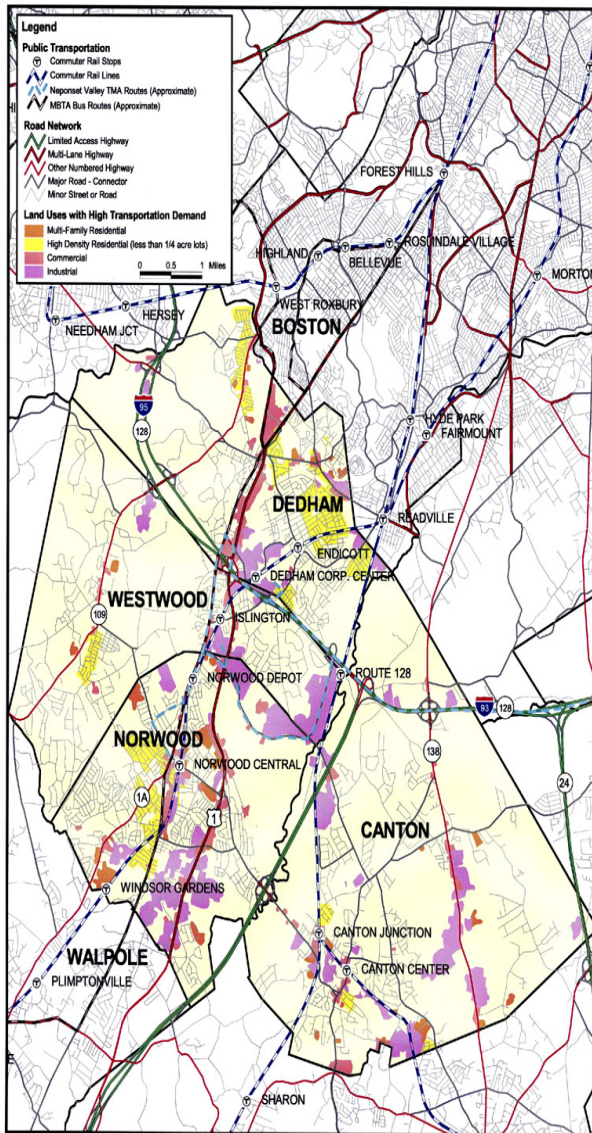 Legend
Public Transportation
Commuter Rail Stops
Commuter Rail Lines
Neponset Valley TMA Routes (Approximate)
MBTA Bus Routes (Approximate)
Road Network
Limited Access Highway
Multi-Lane Highway
Other Numbered Highway
Major Road - Connector
Minor Street or Road
Land Uses with High Transportation Demand
Multi-Family Residential
High Density Residential (less than 1/4 acre lots)
Commercial
Industrial
0 0.5 1 Miles
FOREST HILLS
ROSLINDALE VILLAGE
HIGHLAND
BELLEVUE
MORTON
WEST ROXBURY
HERSEY
NEEDHAM JCT
BOSTON
95
128
HYDE PARK
FAIRMOUNT
DEDHAM
READVILLE
ENDICOTT
DEDHAM CORP. CENTER
WESTWOOD
109
ISLINGTON
NORWOOD DEPOT
ROUTE 128
93
128
NORWOOD
138
NORWOOD CENTRAL
24
1A
1
CANTON
WINDSOR GARDENS
CANTON JUNCTION
WALPOLE
CANTON CENTER
PLIMPTONVILLE
SHARON